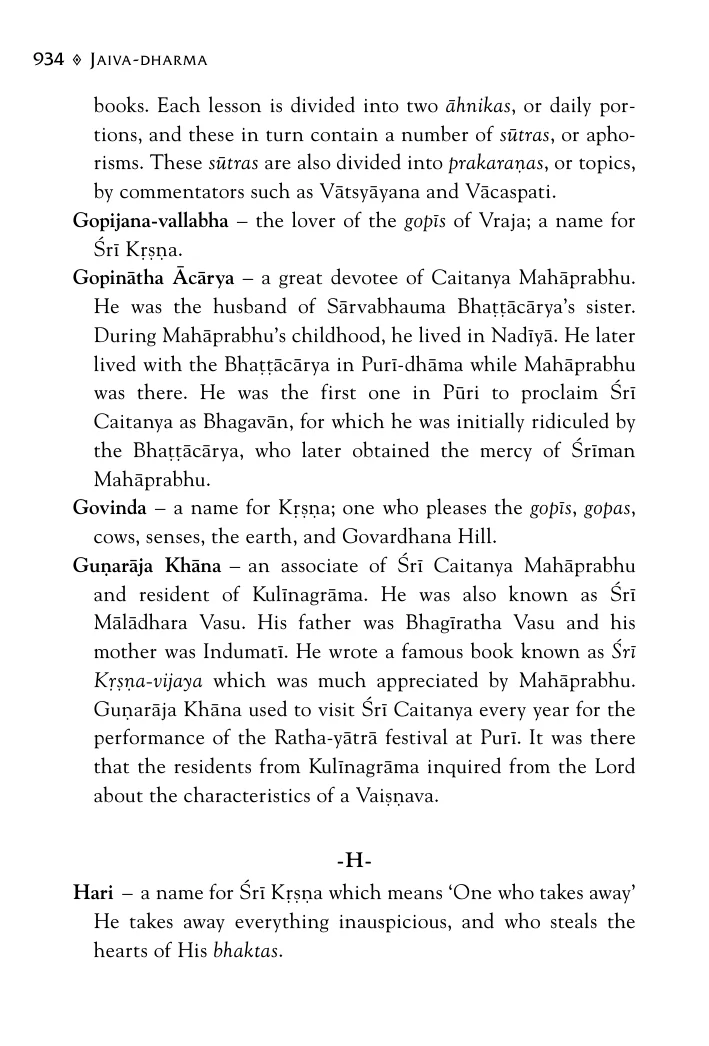 934 ◊ Jaiva-dharma
books. Each lesson is divided into two āhnikas, or daily por-
tions, and these in turn contain a number of sūtras, or apho-
risms. These sūtras are also divided into prakaraṇas, or topics,
by commentators such as Vātsyāyana and Vācaspati.
Gopijana-vallabha – the lover of the gopīs of Vraja; a name for
Śrī Kṛṣṇa.
Gopinātha Ācārya – a great devotee of Caitanya Mahāprabhu.
He was the husband of Sārvabhauma Bhaṭṭācārya’s sister.
During Mahāprabhu’s childhood, he lived in Nadīyā. He later
lived with the Bhaṭṭācārya in Purī-dhāma while Mahāprabhu
was there. He was the first one in Pūri to proclaim Śrī
Caitanya as Bhagavān, for which he was initially ridiculed by
the Bhaṭṭācārya, who later obtained the mercy of Śrīman
Mahāprabhu.
Govinda – a name for Kṛṣṇa; one who pleases the gopīs, gopas,
cows, senses, the earth, and Govardhana Hill.
Guṇarāja Khāna – an associate of Śrī Caitanya Mahāprabhu
and resident of Kulīnagrāma. He was also known as Śrī
Mālādhara Vasu. His father was Bhagīratha Vasu and his
mother was Indumatī. He wrote a famous book known as Śrī
Kṛṣṇa-vijaya which was much appreciated by Mahāprabhu.
Guṇarāja Khāna used to visit Śrī Caitanya every year for the
performance of the Ratha-yātrā festival at Purī. It was there
that the residents from Kulīnagrāma inquired from the Lord
about the characteristics of a Vaiṣṇava.
-H-
Hari – a name for Śrī Kṛṣṇa which means ‘One who takes away’
He takes away everything inauspicious, and who steals the
hearts of His bhaktas.